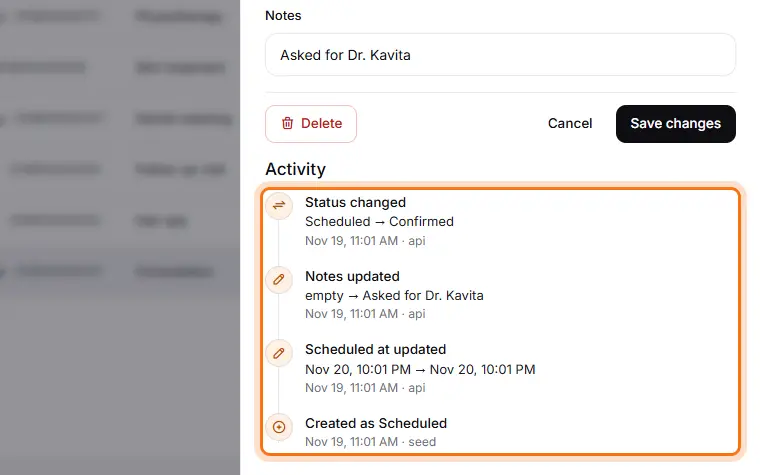 Notes
Asked for Dr. Kavita
Delete
Cancel
Save changes
Activity
Status changed
Scheduled → Confirmed
Nov 19, 11:01 AM · api
Notes updated
empty → Asked for Dr. Kavita
Nov 19, 11:01 AM · api
Scheduled at updated
Nov 20, 10:01 PM → Nov 20, 10:01 PM
Nov 19, 11:01 AM · api
Created as Scheduled
Nov 19, 11:01 AM · seed